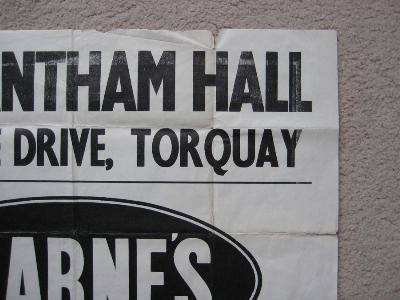 NTHAM HALL
E DRIVE, TORQUAY
ARNE'S